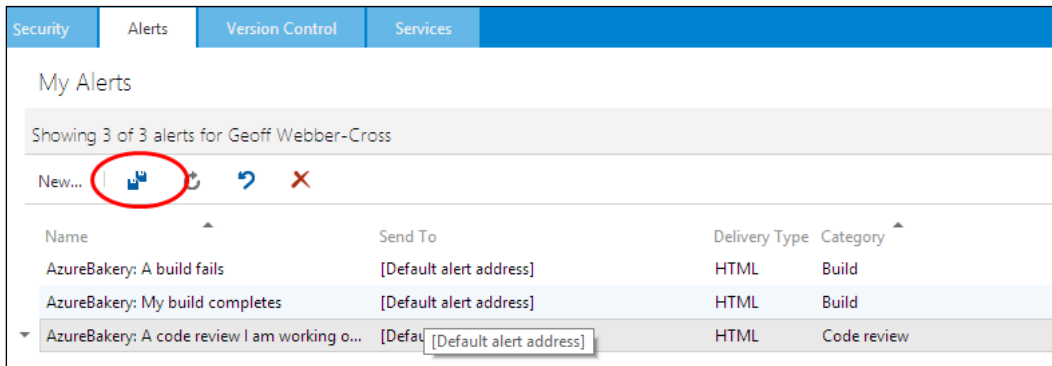 Security Alerts Version Control Services
My Alerts
Showing 3 of 3 alerts for Geoff Webber-Cross
New...
Name Send To Delivery Type Category
AzureBakery: A build fails [Default alert address] HTML Build
AzureBakery: My build completes [Default alert address] HTML Build
AzureBakery: A code review I am working o... [Defau [Default alert address] HTML Code review